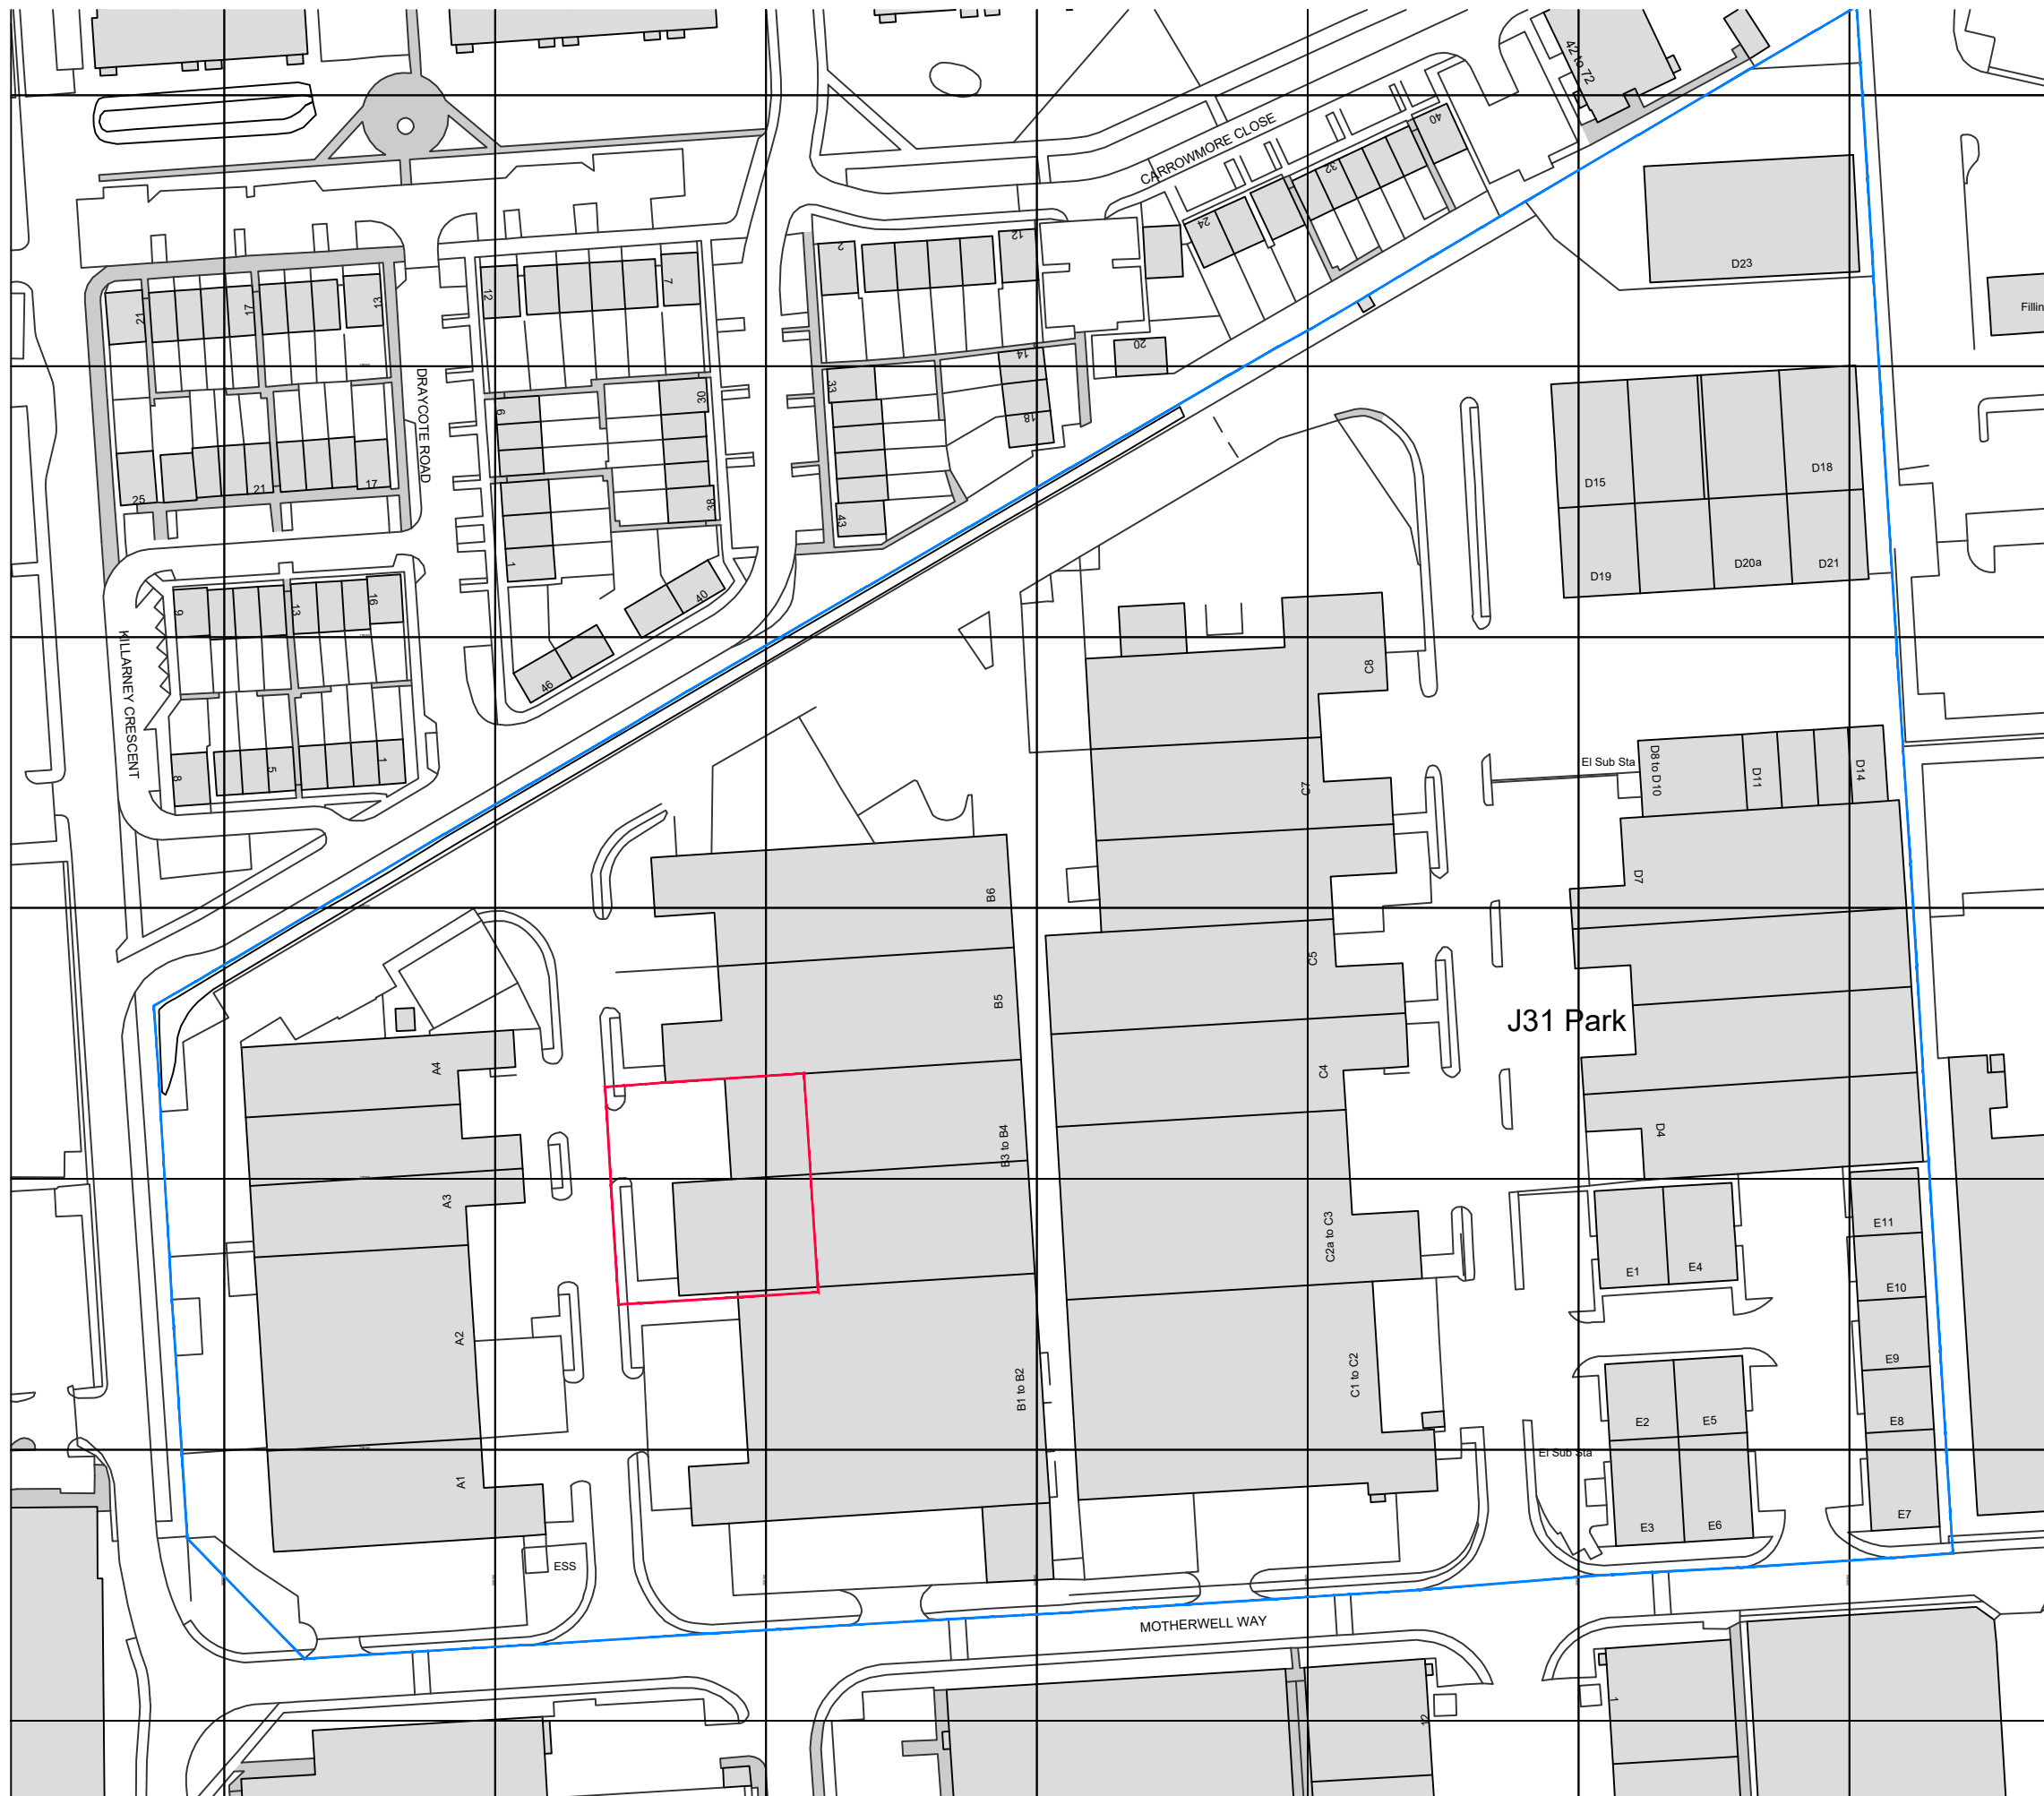 42 to 72
CARROWMORE CLOSE
40
32
24
12
2
7
12
13
17
21
D23
Fillin
20
14
18
33
43
30
38
6
1
40
46
DRAYCOTE ROAD
25
21
17
D15
D18
D19
D20a
D21
9
13
16
KILLARNEY CRESCENT
8
5
1
C8
C7
El Sub Sta
D8 to D10
D11
D14
D7
B6
B5
C5
C4
J31 Park
A4
B3 to B4
D4
A3
C2a to C3
E11
E1
E4
E10
A2
E9
B1 to B2
C1 to C2
E2
E5
E8
El Sub Sta
A1
E7
E3
E6
ESS
MOTHERWELL WAY
1
12